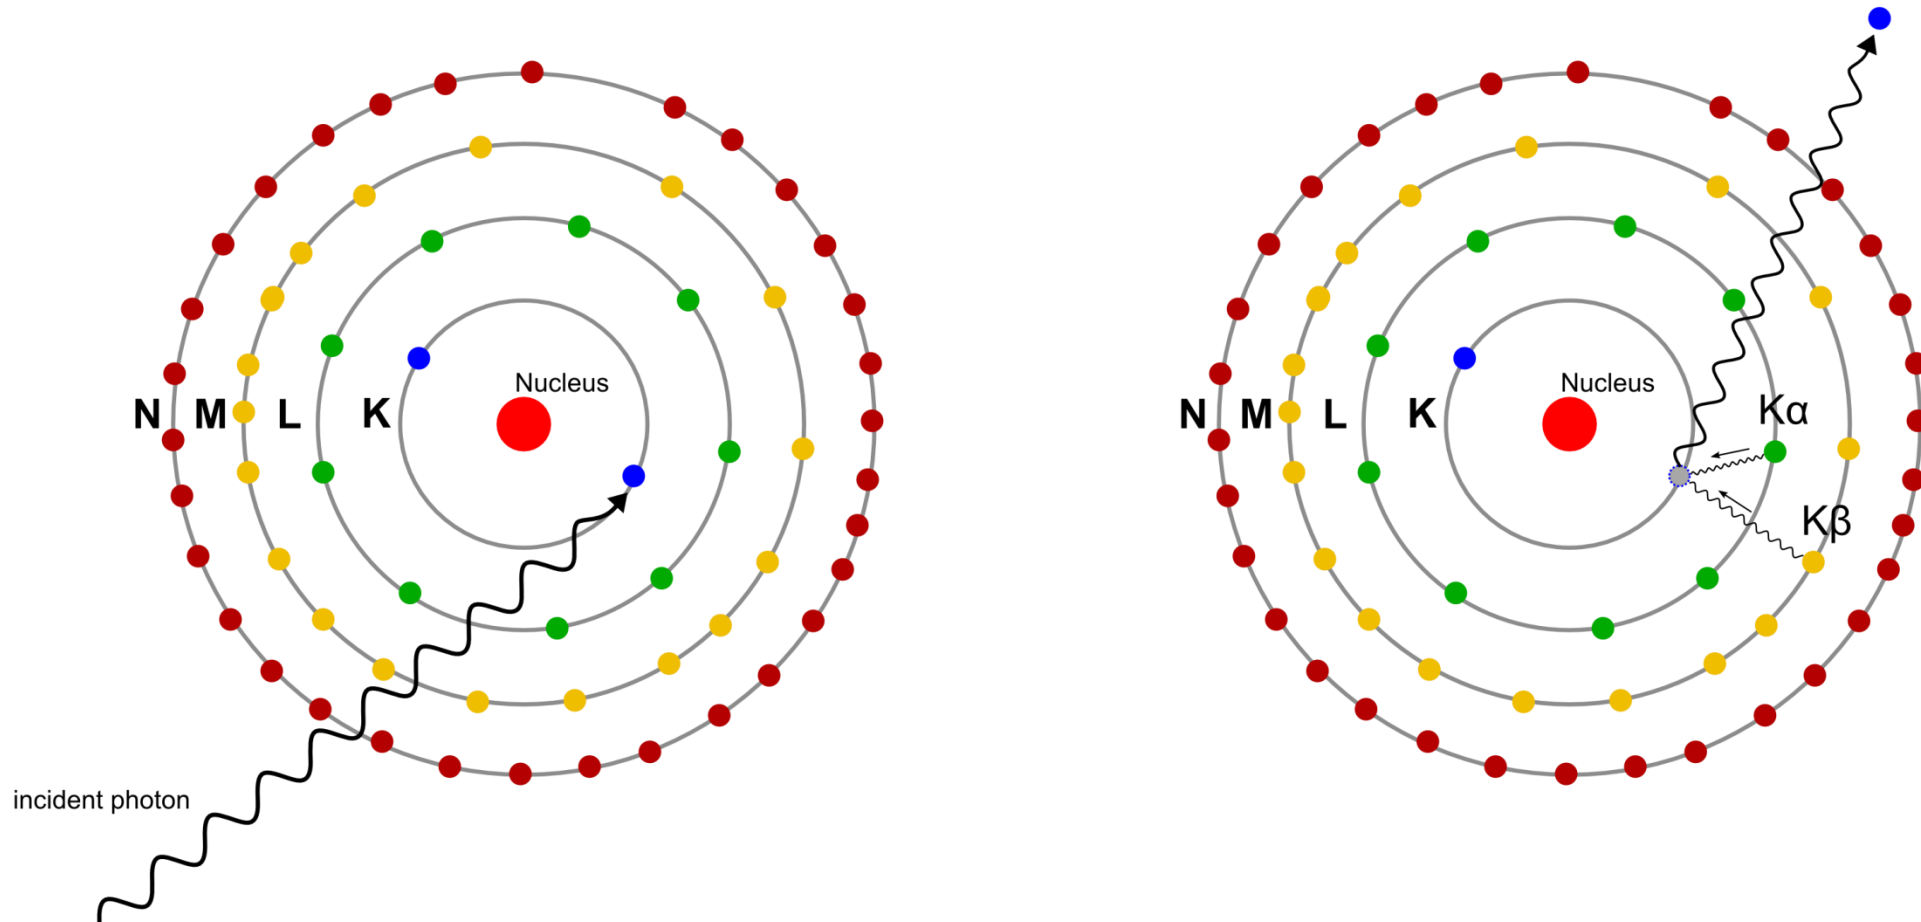 Nucleus
N M L K
incident photon
Nucleus
N M L K
Kα
Kβ